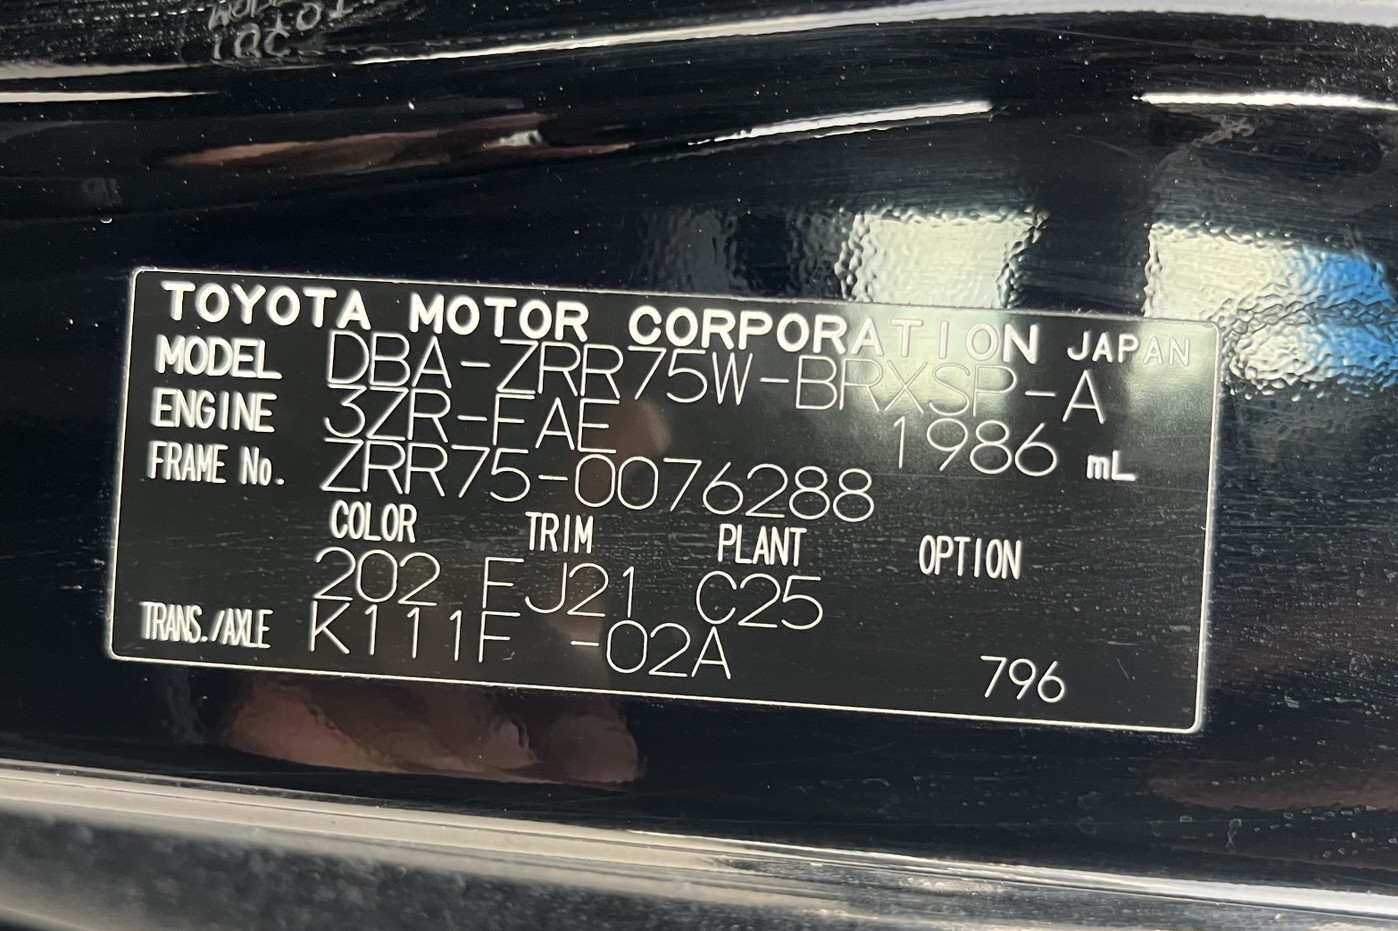 TOYOTA MOTOR CORPORATION JAPAN
MODEL DBA-ZRR75W-BRXSP-A
ENGINE 3ZR-FAE 1986 mL
FRAME No. ZRR75-0076288
COLOR TRIM PLANT OPTION
202 FJ21 C25
TRANS./AXLE K111F -02A 796